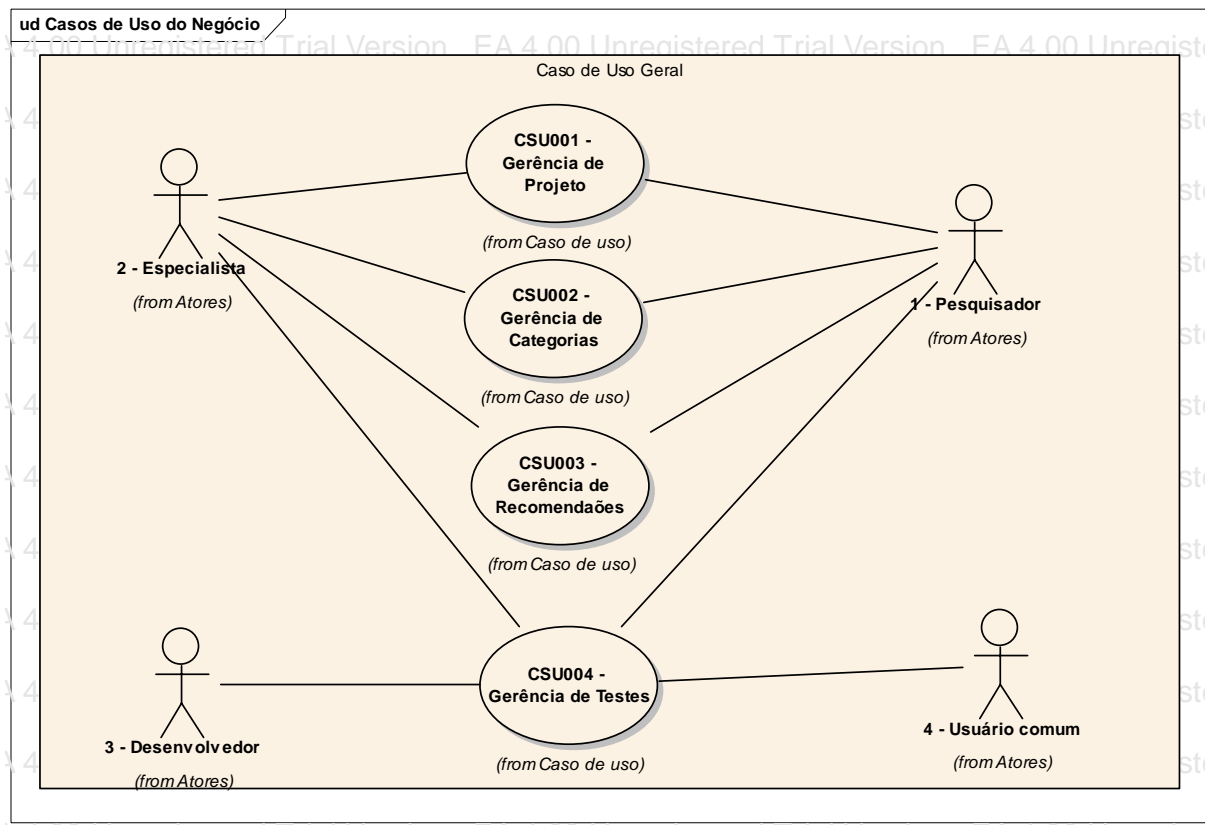 ud Casos de Uso do Negócio
4.00 Unregistered Trial Version EA 4.00 Unregistered Trial Version EA 4.00 Unregist
Caso de Uso Geral
CSU001 -
Gerência de
Projeto
(from Caso de uso)
2 - Especialista
(from Atores)
1 - Pesquisador
(from Atores)
CSU002 -
Gerência de
Categorias
(from Caso de uso)
CSU003 -
Gerência de
Recomendaões
(from Caso de uso)
CSU004 -
Gerência de Testes
(from Caso de uso)
3 - Desenvolvedor
(from Atores)
4 - Usuário comum
(from Atores)